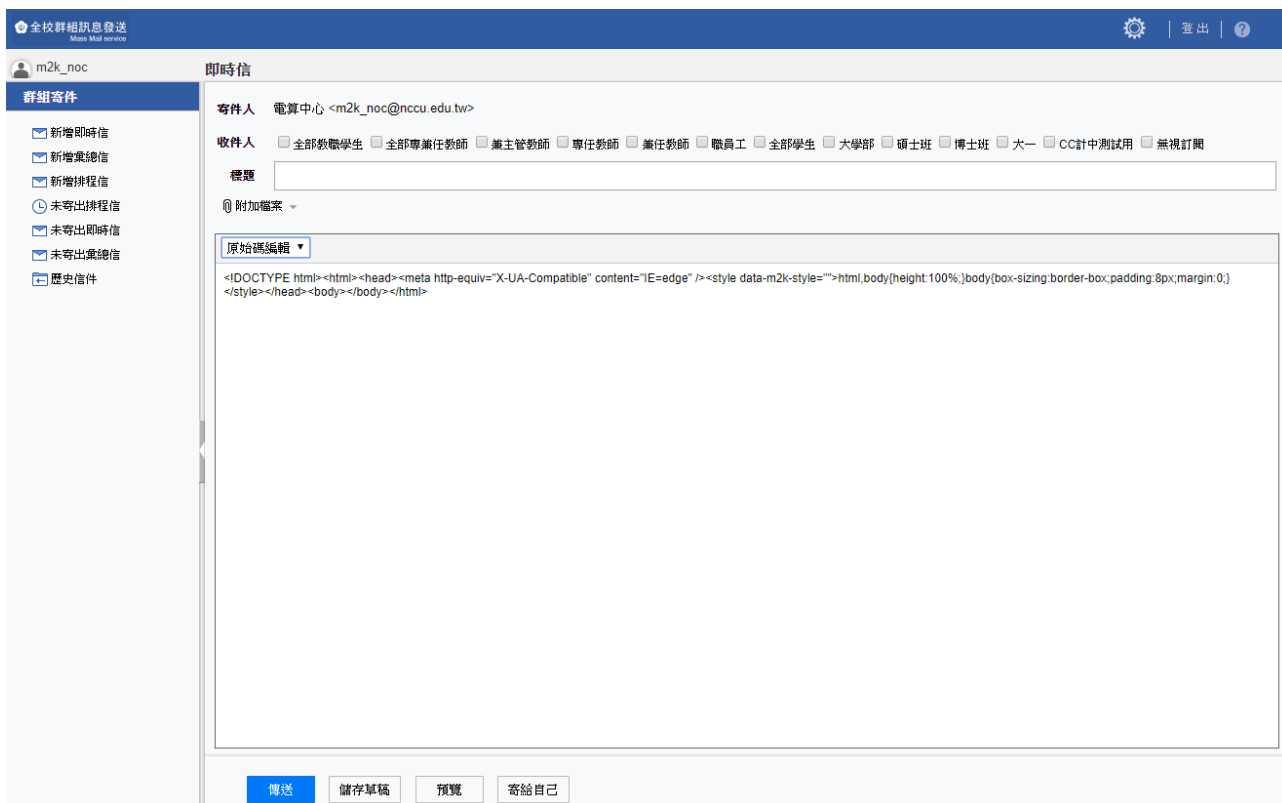 全校群組訊息發送
Mass Mail service
登出
m2k_noc
即時信
群組寄件
新增即時信
新增彙總信
新增排程信
未寄出排程信
未寄出即時信
未寄出彙總信
歷史信件
寄件人 電算中心 <m2k_noc@nccu.edu.tw>
收件人 全部教職學生 全部專兼任教師 兼主管教師 專任教師 兼任教師 職員工 全部學生 大學部 碩士班 博士班 大一 CC計中測試用 無視訂閱
標題
附加檔案
原始碼編輯
<!DOCTYPE html><html><head><meta http-equiv="X-UA-Compatible" content="IE=edge" /><style data-m2k-style="">html,body{height:100%;}body{box-sizing:border-box;padding:8px;margin:0;}
</style></head><body></body></html>
傳送 儲存草稿 預覽 寄給自己